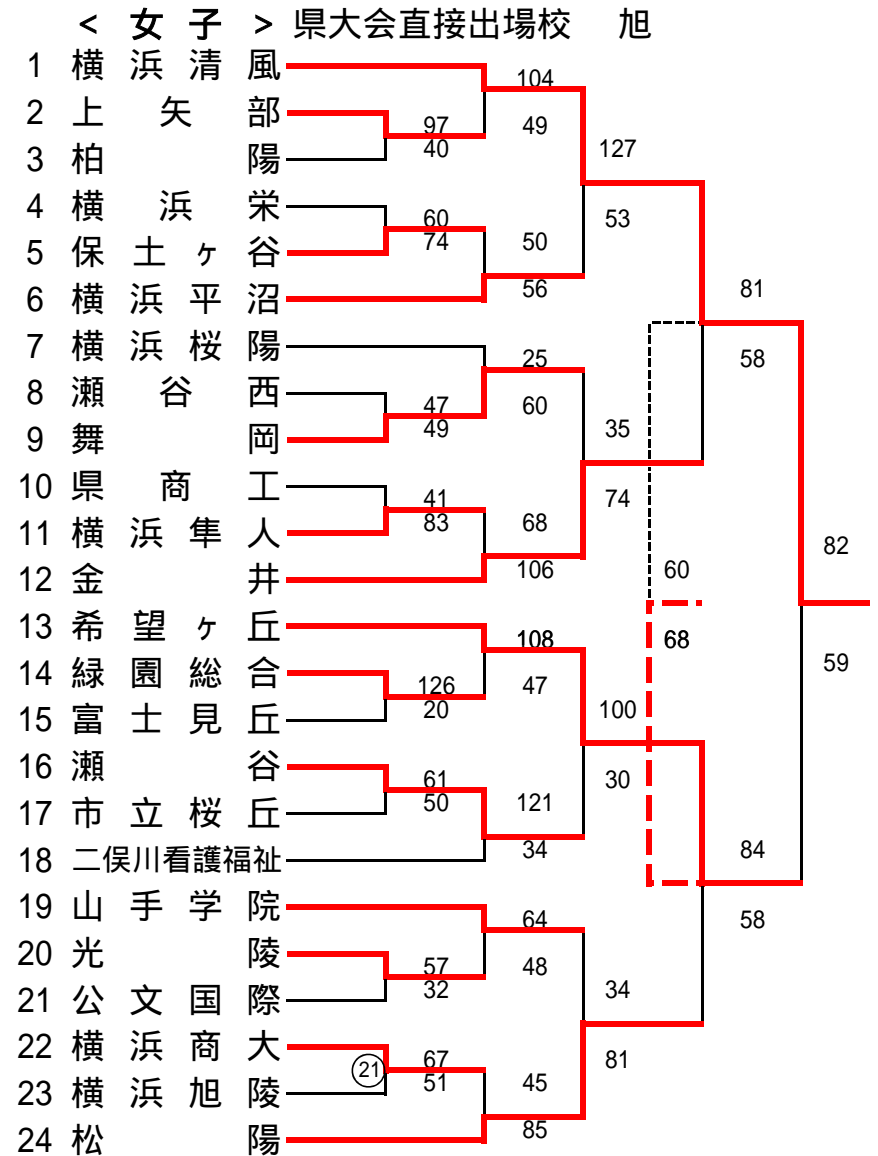 < 女 子 > 県大会直接出場校 旭
1 横 浜 清 風
104
2 上 矢 部
97
49
40
127
3 柏 陽
4 横 浜 栄
60
53
5 保 土 ヶ 谷
74
50
6 横 浜 平 沼
56
81
7 横 浜 桜 陽
25
58
8 瀬 谷 西
47
60
9 舞 岡
49
35
10 県 商 工
41
74
11 横 浜 隼 人
83
68
82
12 金 井
106
60
13 希 望 ヶ 丘
108
68
14 緑 園 総 合
126
47
59
15 富 士 見 丘
20
100
16 瀬 谷
61
30
17 市 立 桜 丘
50
121
18 二俣川看護福祉
34
84
19 山 手 学 院
64
58
20 光 陵
57
48
21 公 文 国 際
32
34
22 横 浜 商 大
21
67
81
23 横 浜 旭 陵
51
45
24 松 陽
85